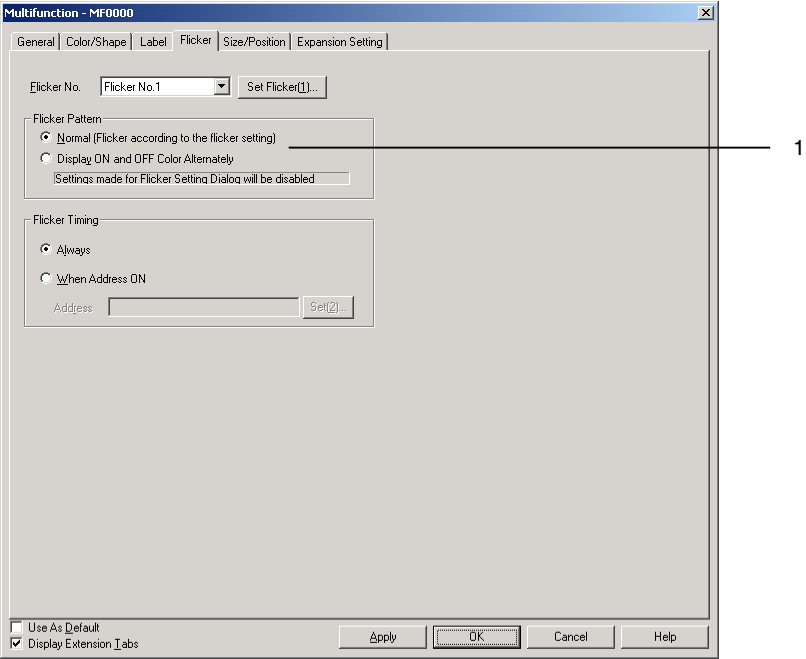 Multifunction - MF0000
General Color/Shape Label Flicker Size/Position Expansion Setting
Flicker No. Flicker No.1 Set Flicker(1)...
Flicker Pattern
Normal (Flicker according to the flicker setting)
1
Display ON and OFF Color Alternately
Settings made for Flicker Setting Dialog will be disabled
Flicker Timing
Always
When Address ON
Address Set(2)...
Use As Default
Display Extension Tabs
Apply OK Cancel Help